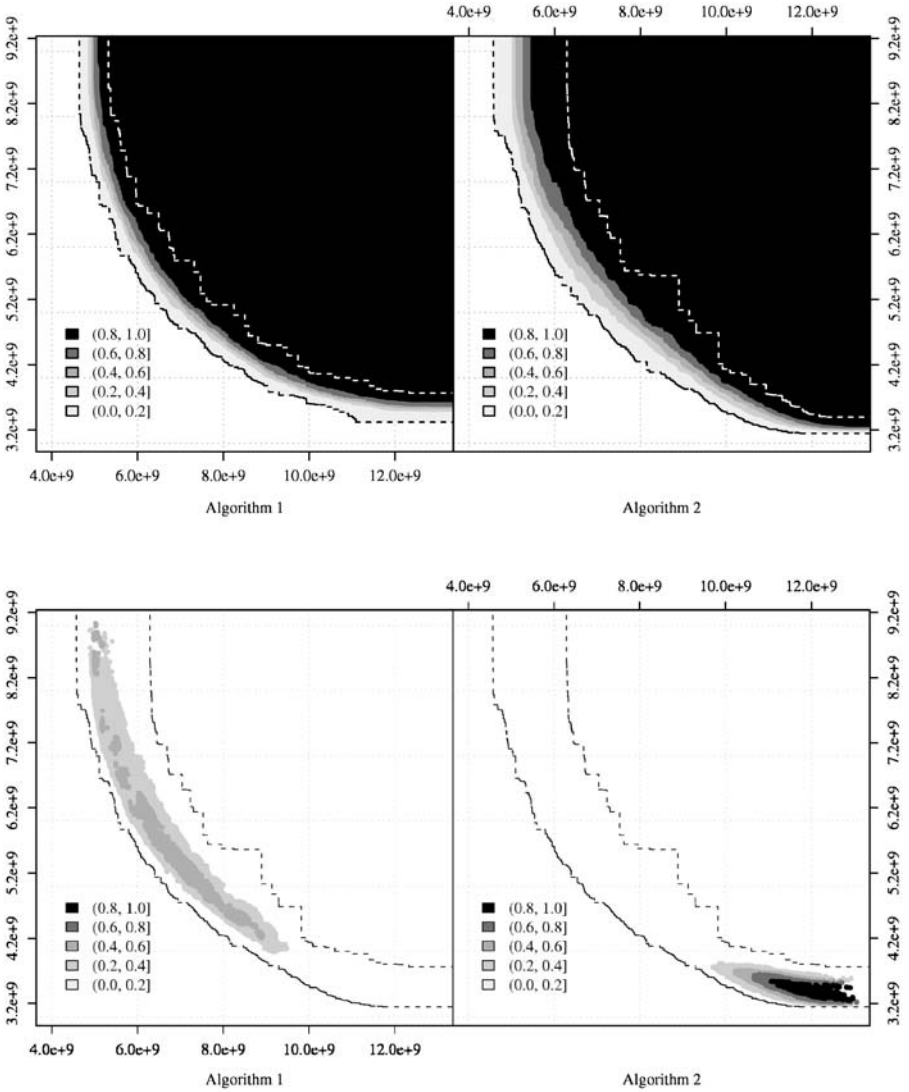 4.0e+9 6.0e+9 8.0e+9 10.0e+9 12.0e+9
9.2e+9
8.2e+9
7.2e+9
6.2e+9
5.2e+9
4.2e+9
3.2e+9
(0.8, 1.0]
(0.6, 0.8]
(0.4, 0.6]
(0.2, 0.4]
(0.0, 0.2]
4.0e+9 6.0e+9 8.0e+9 10.0e+9 12.0e+9
Algorithm 1
(0.8, 1.0]
(0.6, 0.8]
(0.4, 0.6]
(0.2, 0.4]
(0.0, 0.2]
9.2e+9
8.2e+9
7.2e+9
6.2e+9
5.2e+9
4.2e+9
3.2e+9
Algorithm 2
4.0e+9 6.0e+9 8.0e+9 10.0e+9 12.0e+9
9.2e+9
8.2e+9
7.2e+9
6.2e+9
5.2e+9
4.2e+9
3.2e+9
(0.8, 1.0]
(0.6, 0.8]
(0.4, 0.6]
(0.2, 0.4]
(0.0, 0.2]
4.0e+9 6.0e+9 8.0e+9 10.0e+9 12.0e+9
Algorithm 1
(0.8, 1.0]
(0.6, 0.8]
(0.4, 0.6]
(0.2, 0.4]
(0.0, 0.2]
9.2e+9
8.2e+9
7.2e+9
6.2e+9
5.2e+9
4.2e+9
3.2e+9
Algorithm 2